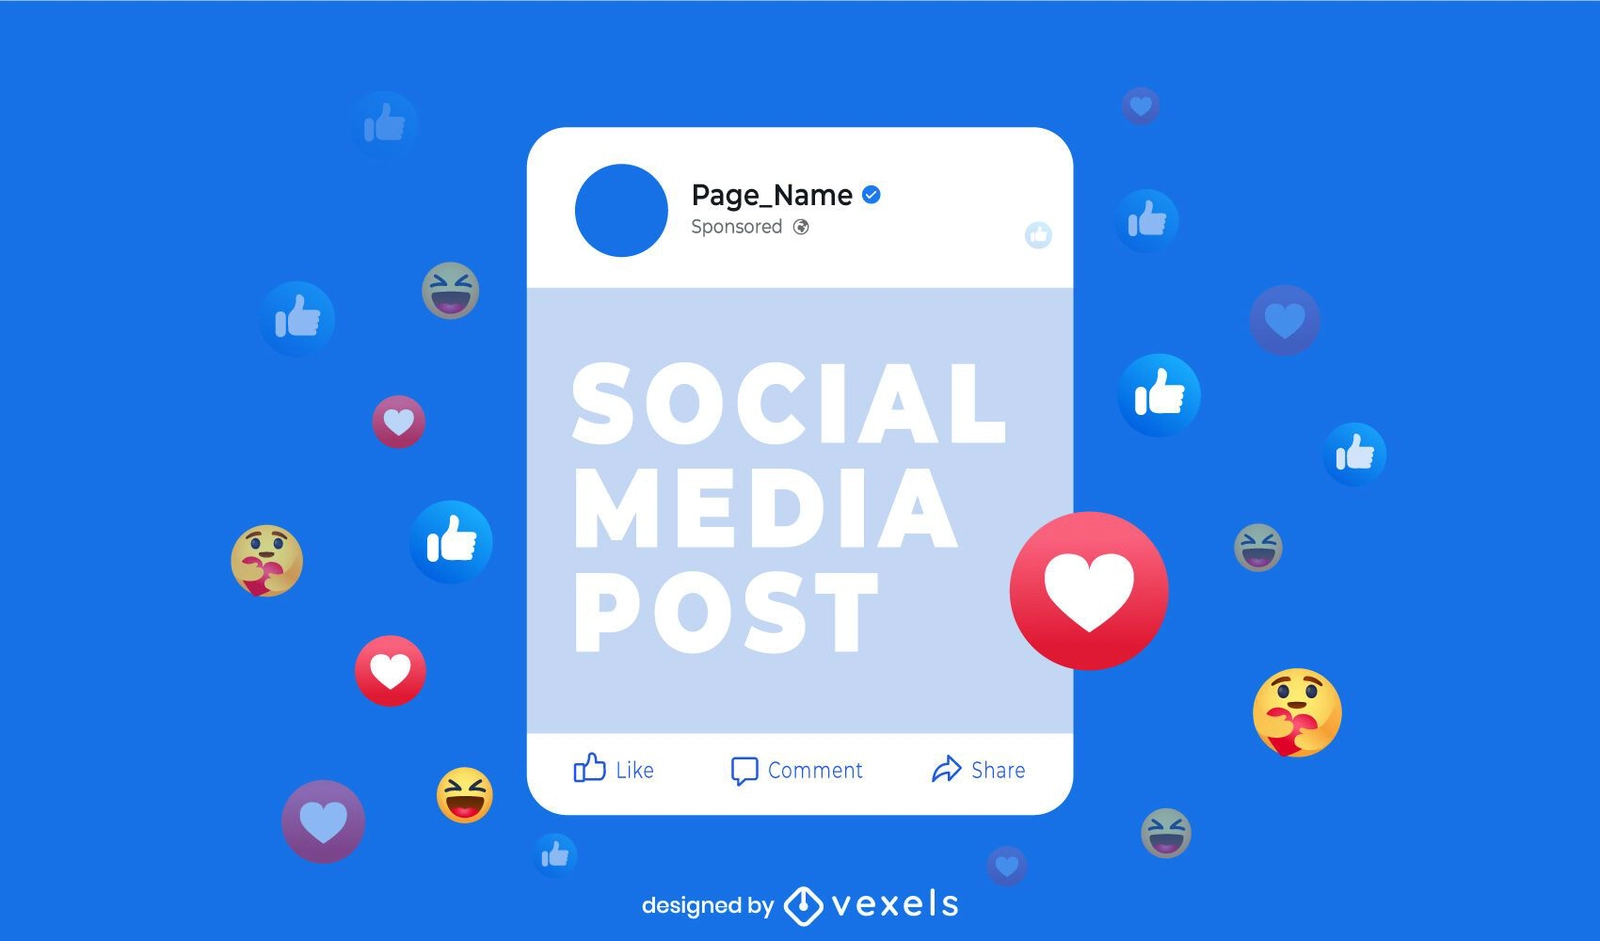 Page_Name
Sponsored
SOCIAL
MEDIA
POST
Like Comment Share
designed by vexels